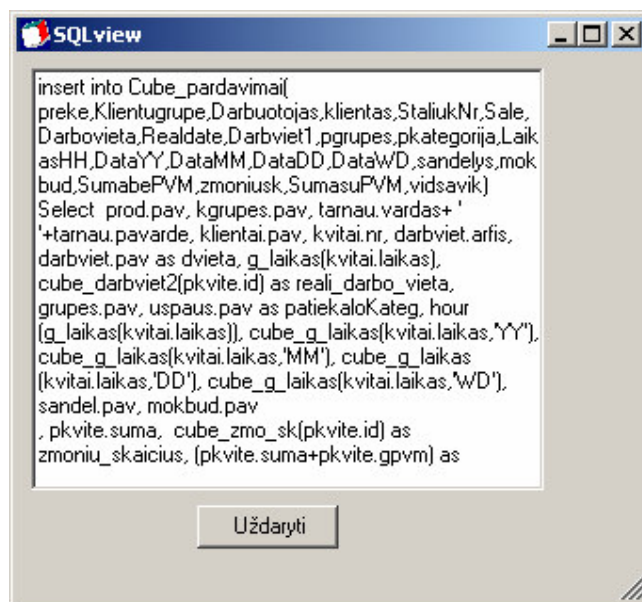 SQLview
insert into Cube_pardavimai(
preke,Klientugrupe,Darbuotojas,klientas,StaliukNr,Sale,
Darbovieta,Realdate,Darbviet1,pgrupes,pkategorija,Laik
asHH,DataYY,DataMM,DataDD,DataWD,sandelys,mok
bud,SumabePVM,zmoniusk,SumasuPVM,vidsavik)
Select  prod.pav, kgrupes.pav, tarnau.vardas+ '
'+tarnau.pavarde, klientai.pav, kvitai.nr, darbviet.arfis,
darbviet.pav as dvieta, g_laikas(kvitai.laikas),
cube_darbviet2(pkvite.id) as reali_darbo_vieta,
grupes.pav, uspaus.pav as patiekaloKateg, hour
(g_laikas(kvitai.laikas)), cube_g_laikas(kvitai.laikas,'YY'),
cube_g_laikas(kvitai.laikas,'MM'), cube_g_laikas
(kvitai.laikas,'DD'), cube_g_laikas(kvitai.laikas,'WD'),
sandel.pav, mokbud.pav
, pkvite.suma,  cube_zmo_sk(pkvite.id) as
zmoniu_skaicius, (pkvite.suma+pkvite.gpvm) as
Uždaryti